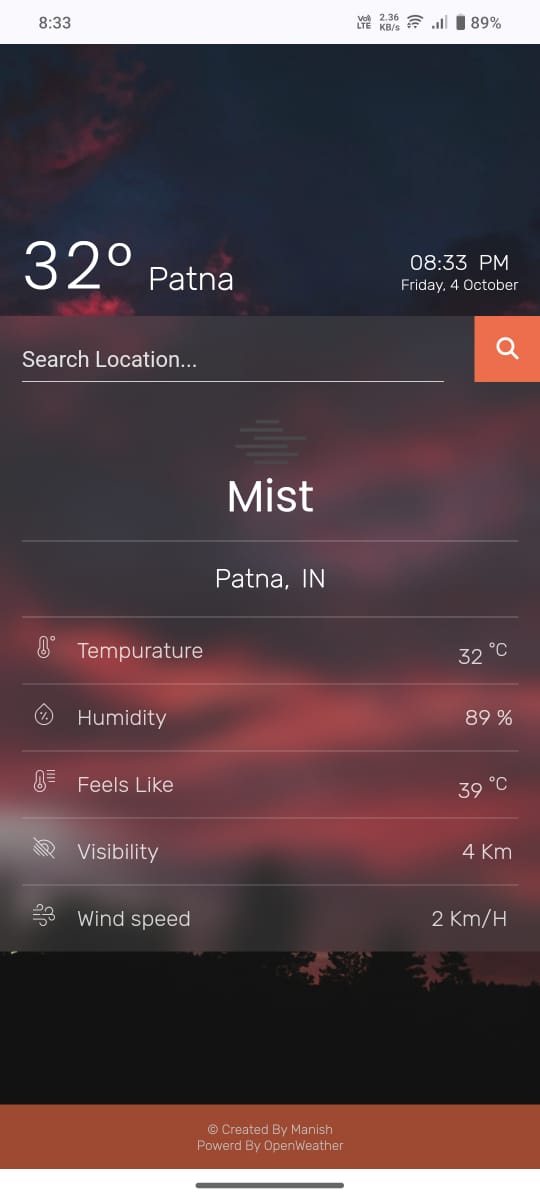 8:33
Vo) LTE 2.36 KB/s 89%
32° Patna
08:33 PM
Friday, 4 October
Search Location...
Mist
Patna, IN
Tempurature 32 °C
Humidity 89 %
Feels Like 39 °C
Visibility 4 Km
Wind speed 2 Km/H
© Created By Manish
Powerd By OpenWeather